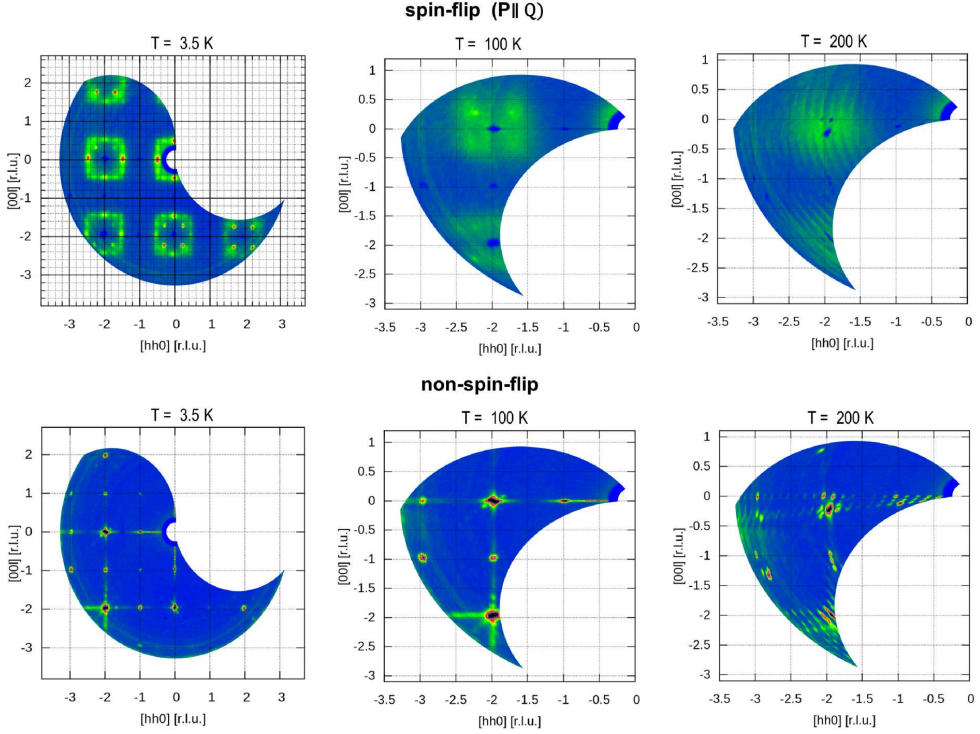 spin-flip (P∥ Q)
T = 3.5 K
T = 100 K
T = 200 K
2
1
0
-1
-2
-3
[00l] [r.l.u.]
-3 -2 -1 0 1 2 3
[hh0] [r.l.u.]
1
0.5
0
-0.5
-1
-1.5
-2
-2.5
-3
[00l] [r.l.u.]
-3.5 -3 -2.5 -2 -1.5 -1 -0.5 0
[hh0] [r.l.u.]
1
0.5
0
-0.5
-1
-1.5
-2
-2.5
-3
[00l] [r.l.u.]
-3.5 -3 -2.5 -2 -1.5 -1 -0.5 0
[hh0] [r.l.u.]
non-spin-flip
T = 3.5 K
T = 100 K
T = 200 K
2
1
0
-1
-2
-3
[00l] [r.l.u.]
-3 -2 -1 0 1 2 3
[hh0] [r.l.u.]
1
0.5
0
-0.5
-1
-1.5
-2
-2.5
-3
[00l] [r.l.u.]
-3.5 -3 -2.5 -2 -1.5 -1 -0.5 0
[hh0] [r.l.u.]
1
0.5
0
-0.5
-1
-1.5
-2
-2.5
-3
[00l] [r.l.u.]
-3.5 -3 -2.5 -2 -1.5 -1 -0.5 0
[hh0] [r.l.u.]